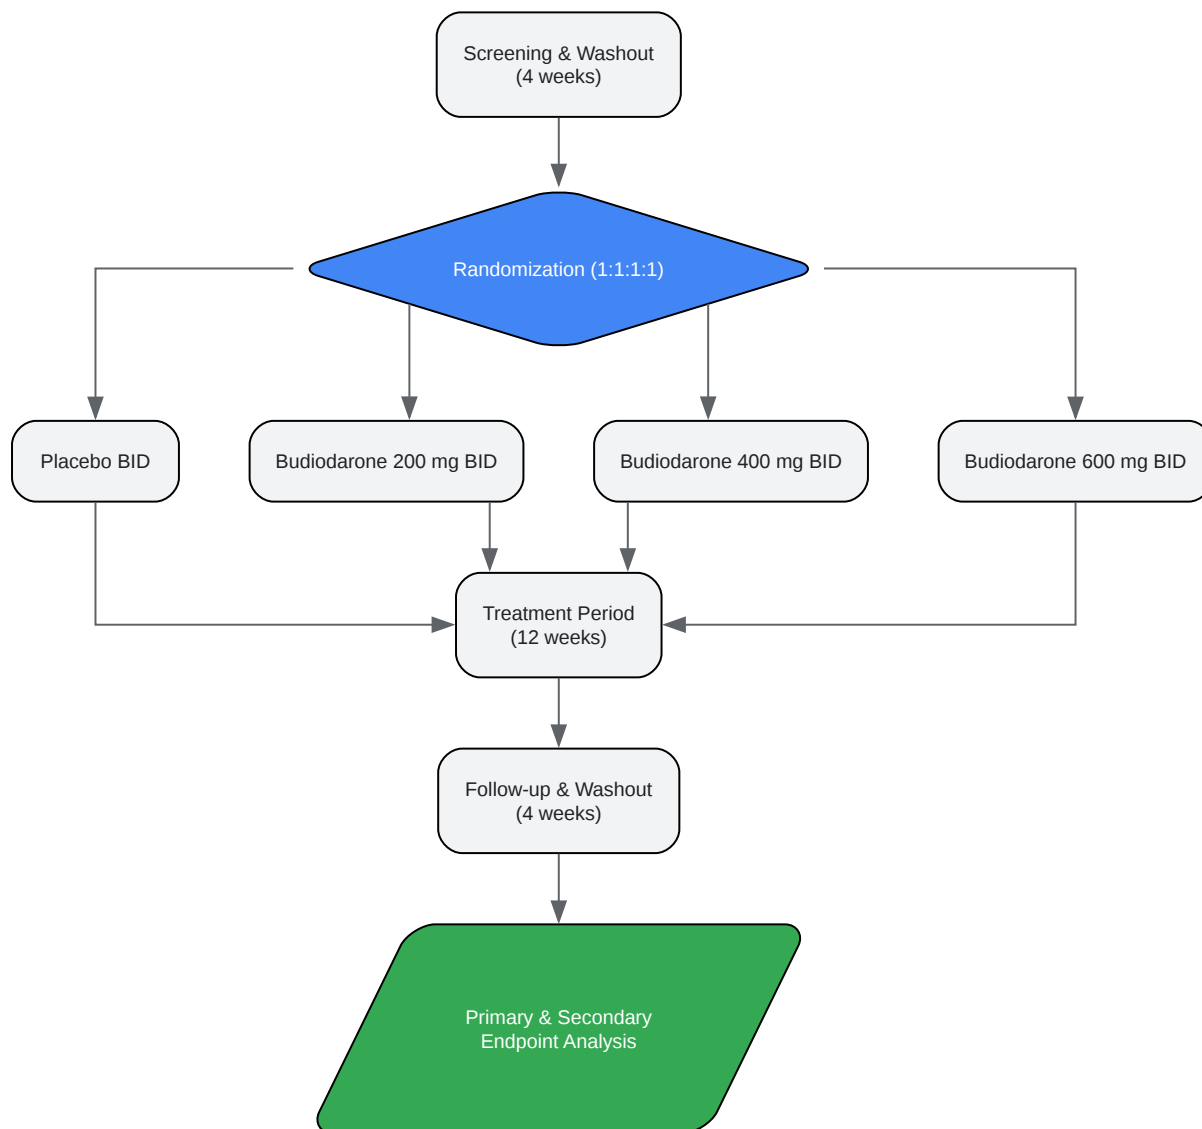 Screening & Washout
(4 weeks)
Randomization (1:1:1:1)
Placebo BID
Budiodarone 200 mg BID
Budiodarone 400 mg BID
Budiodarone 600 mg BID
Treatment Period
(12 weeks)
Follow-up & Washout
(4 weeks)
Primary & Secondary
Endpoint Analysis